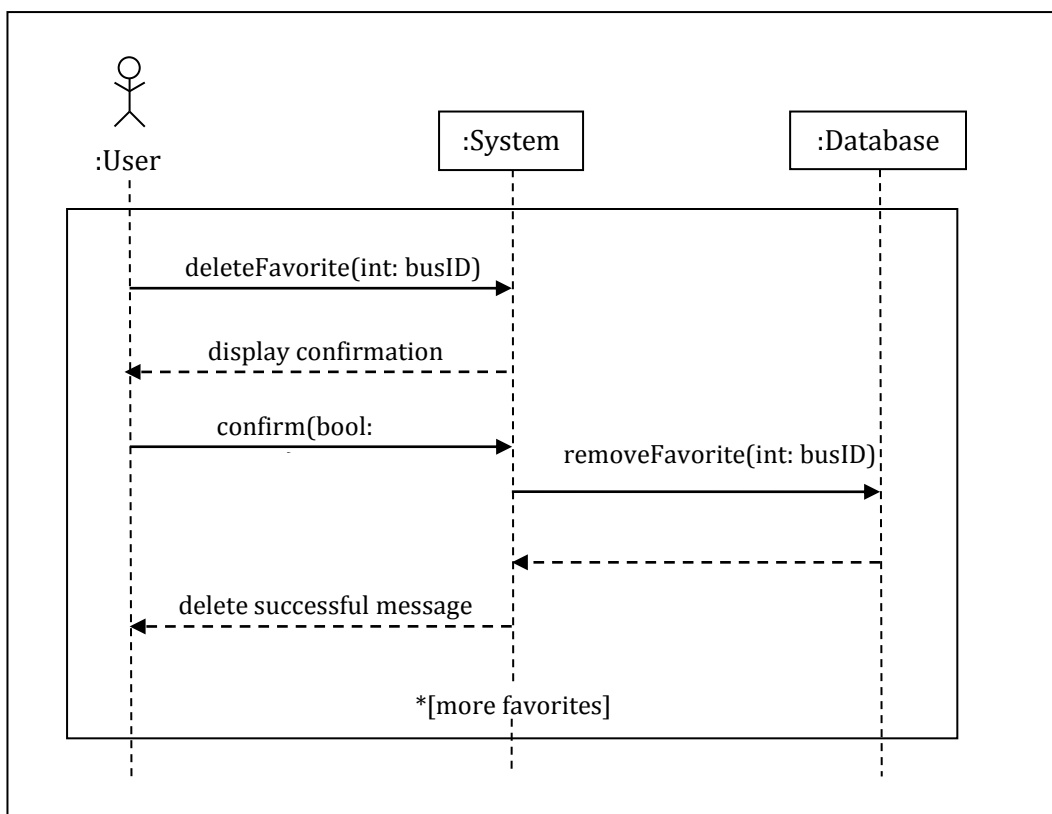 :User
:System
:Database
deleteFavorite(int: busID)
display confirmation
confirm(bool:
removeFavorite(int: busID)
delete successful message
*[more favorites]